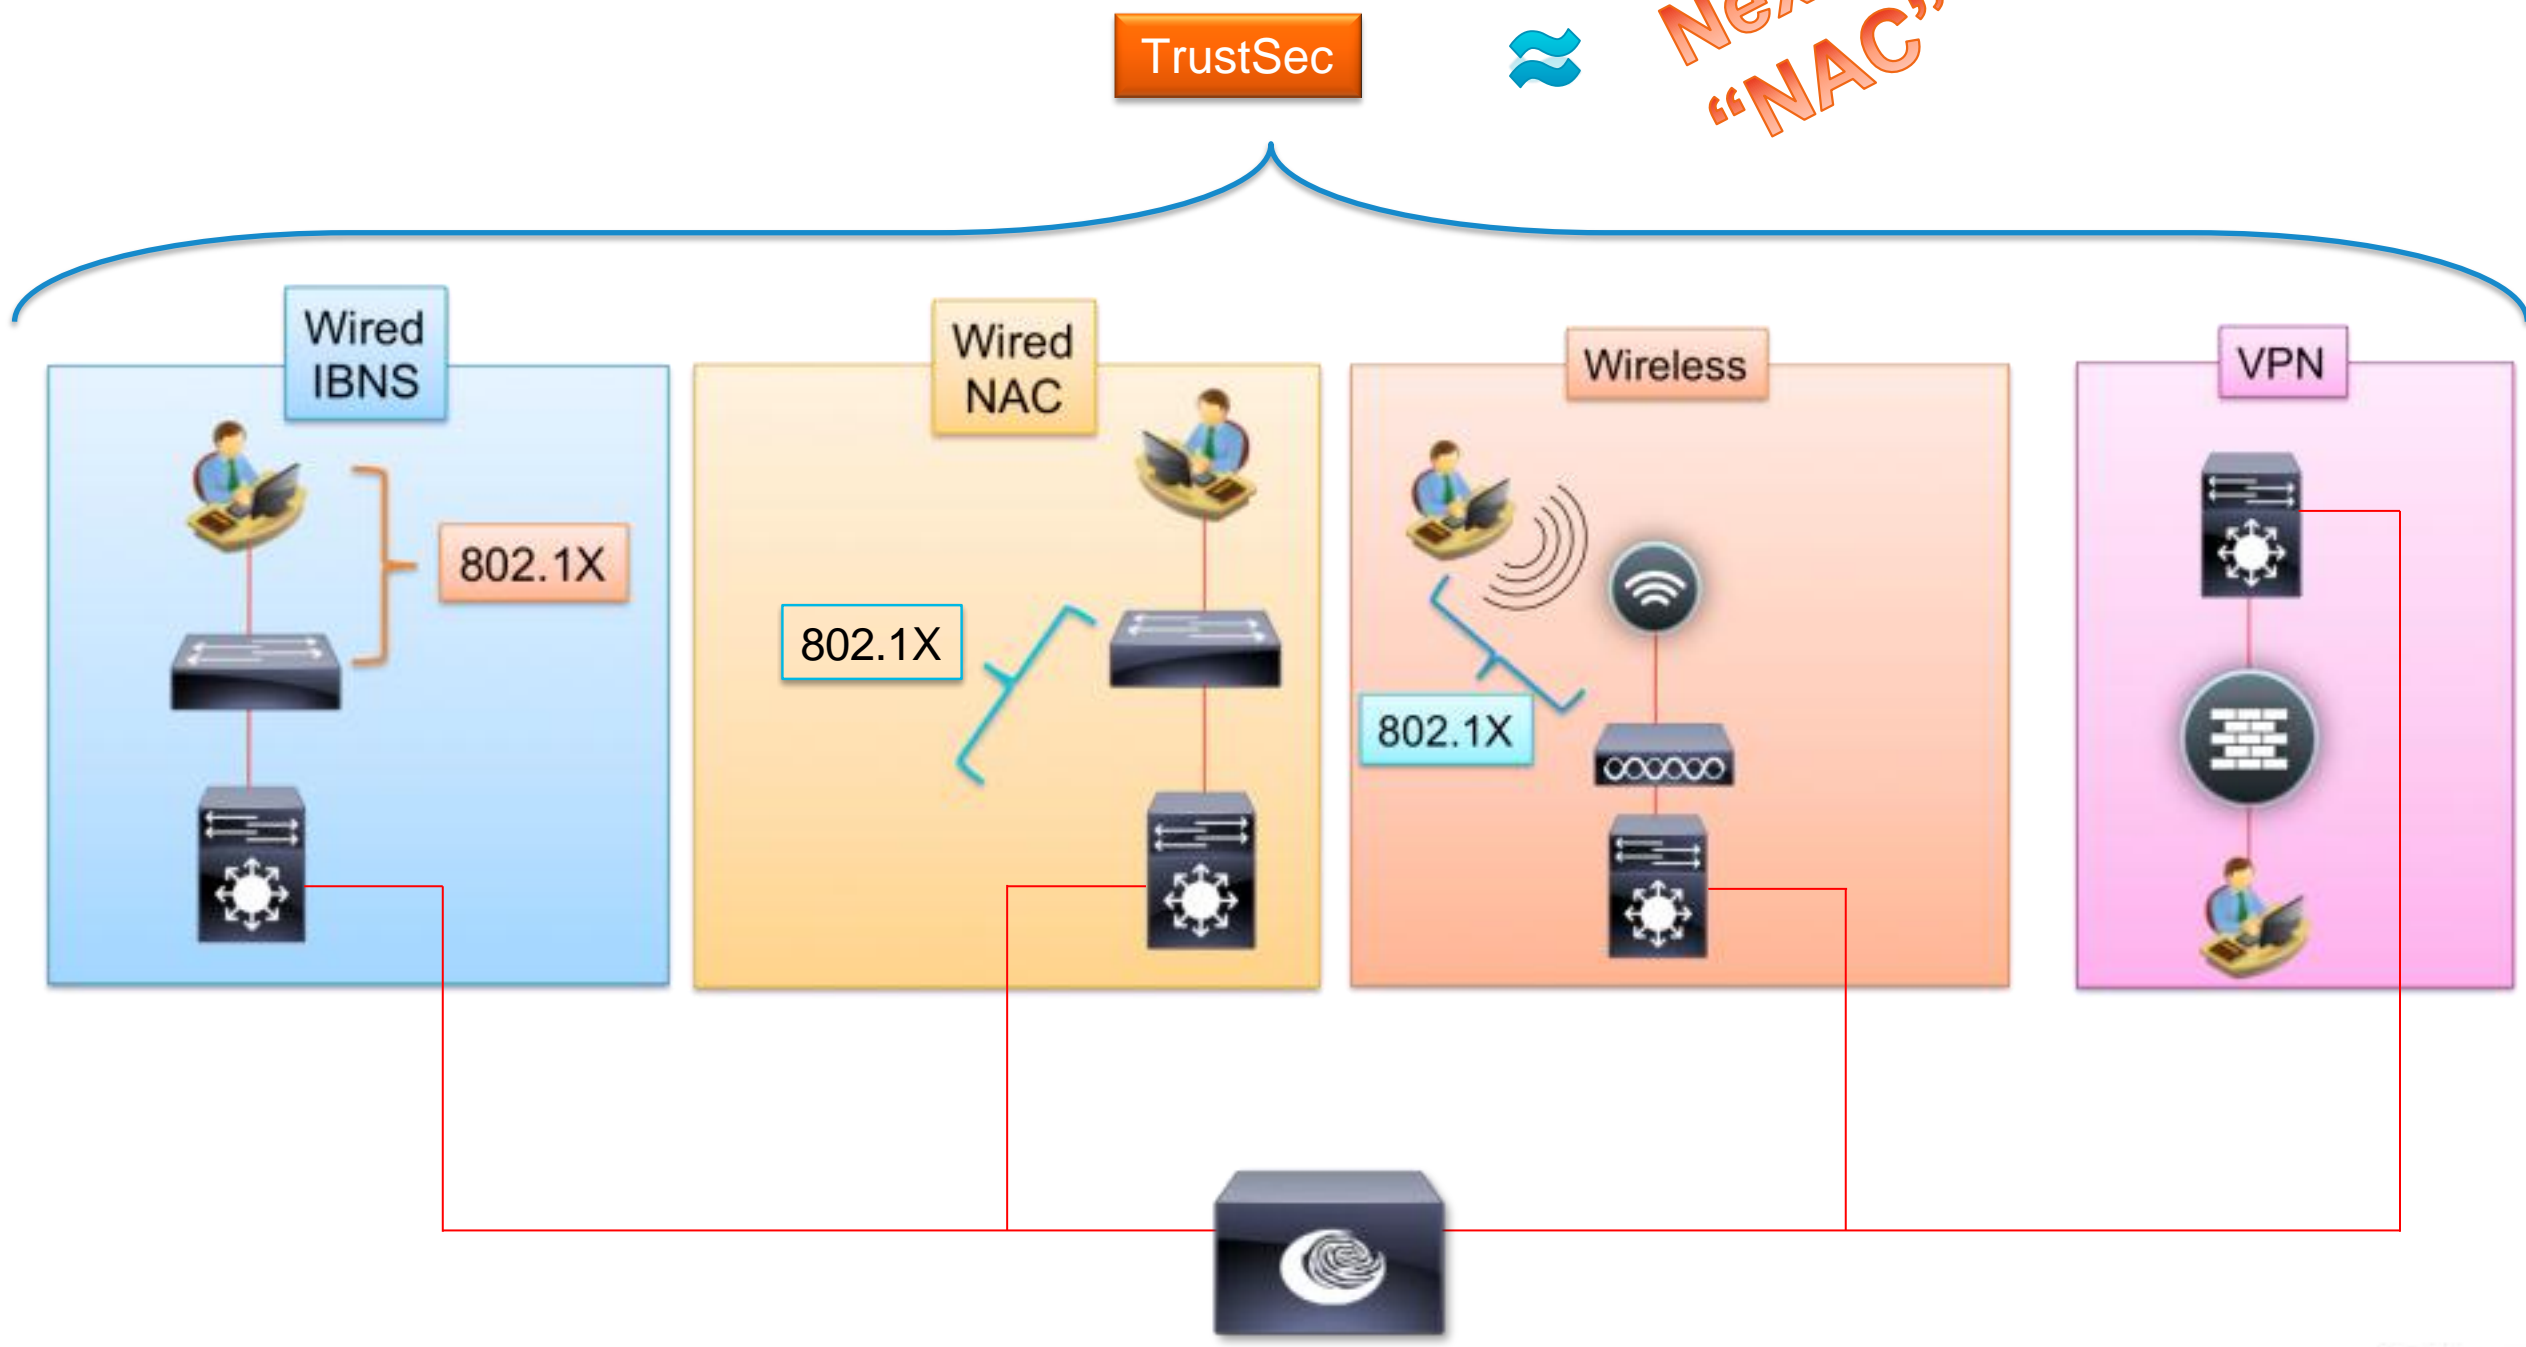 TrustSec
“NAC”
Wired
IBNS
Wired
NAC
Wireless
VPN
802.1X
802.1X
802.1X